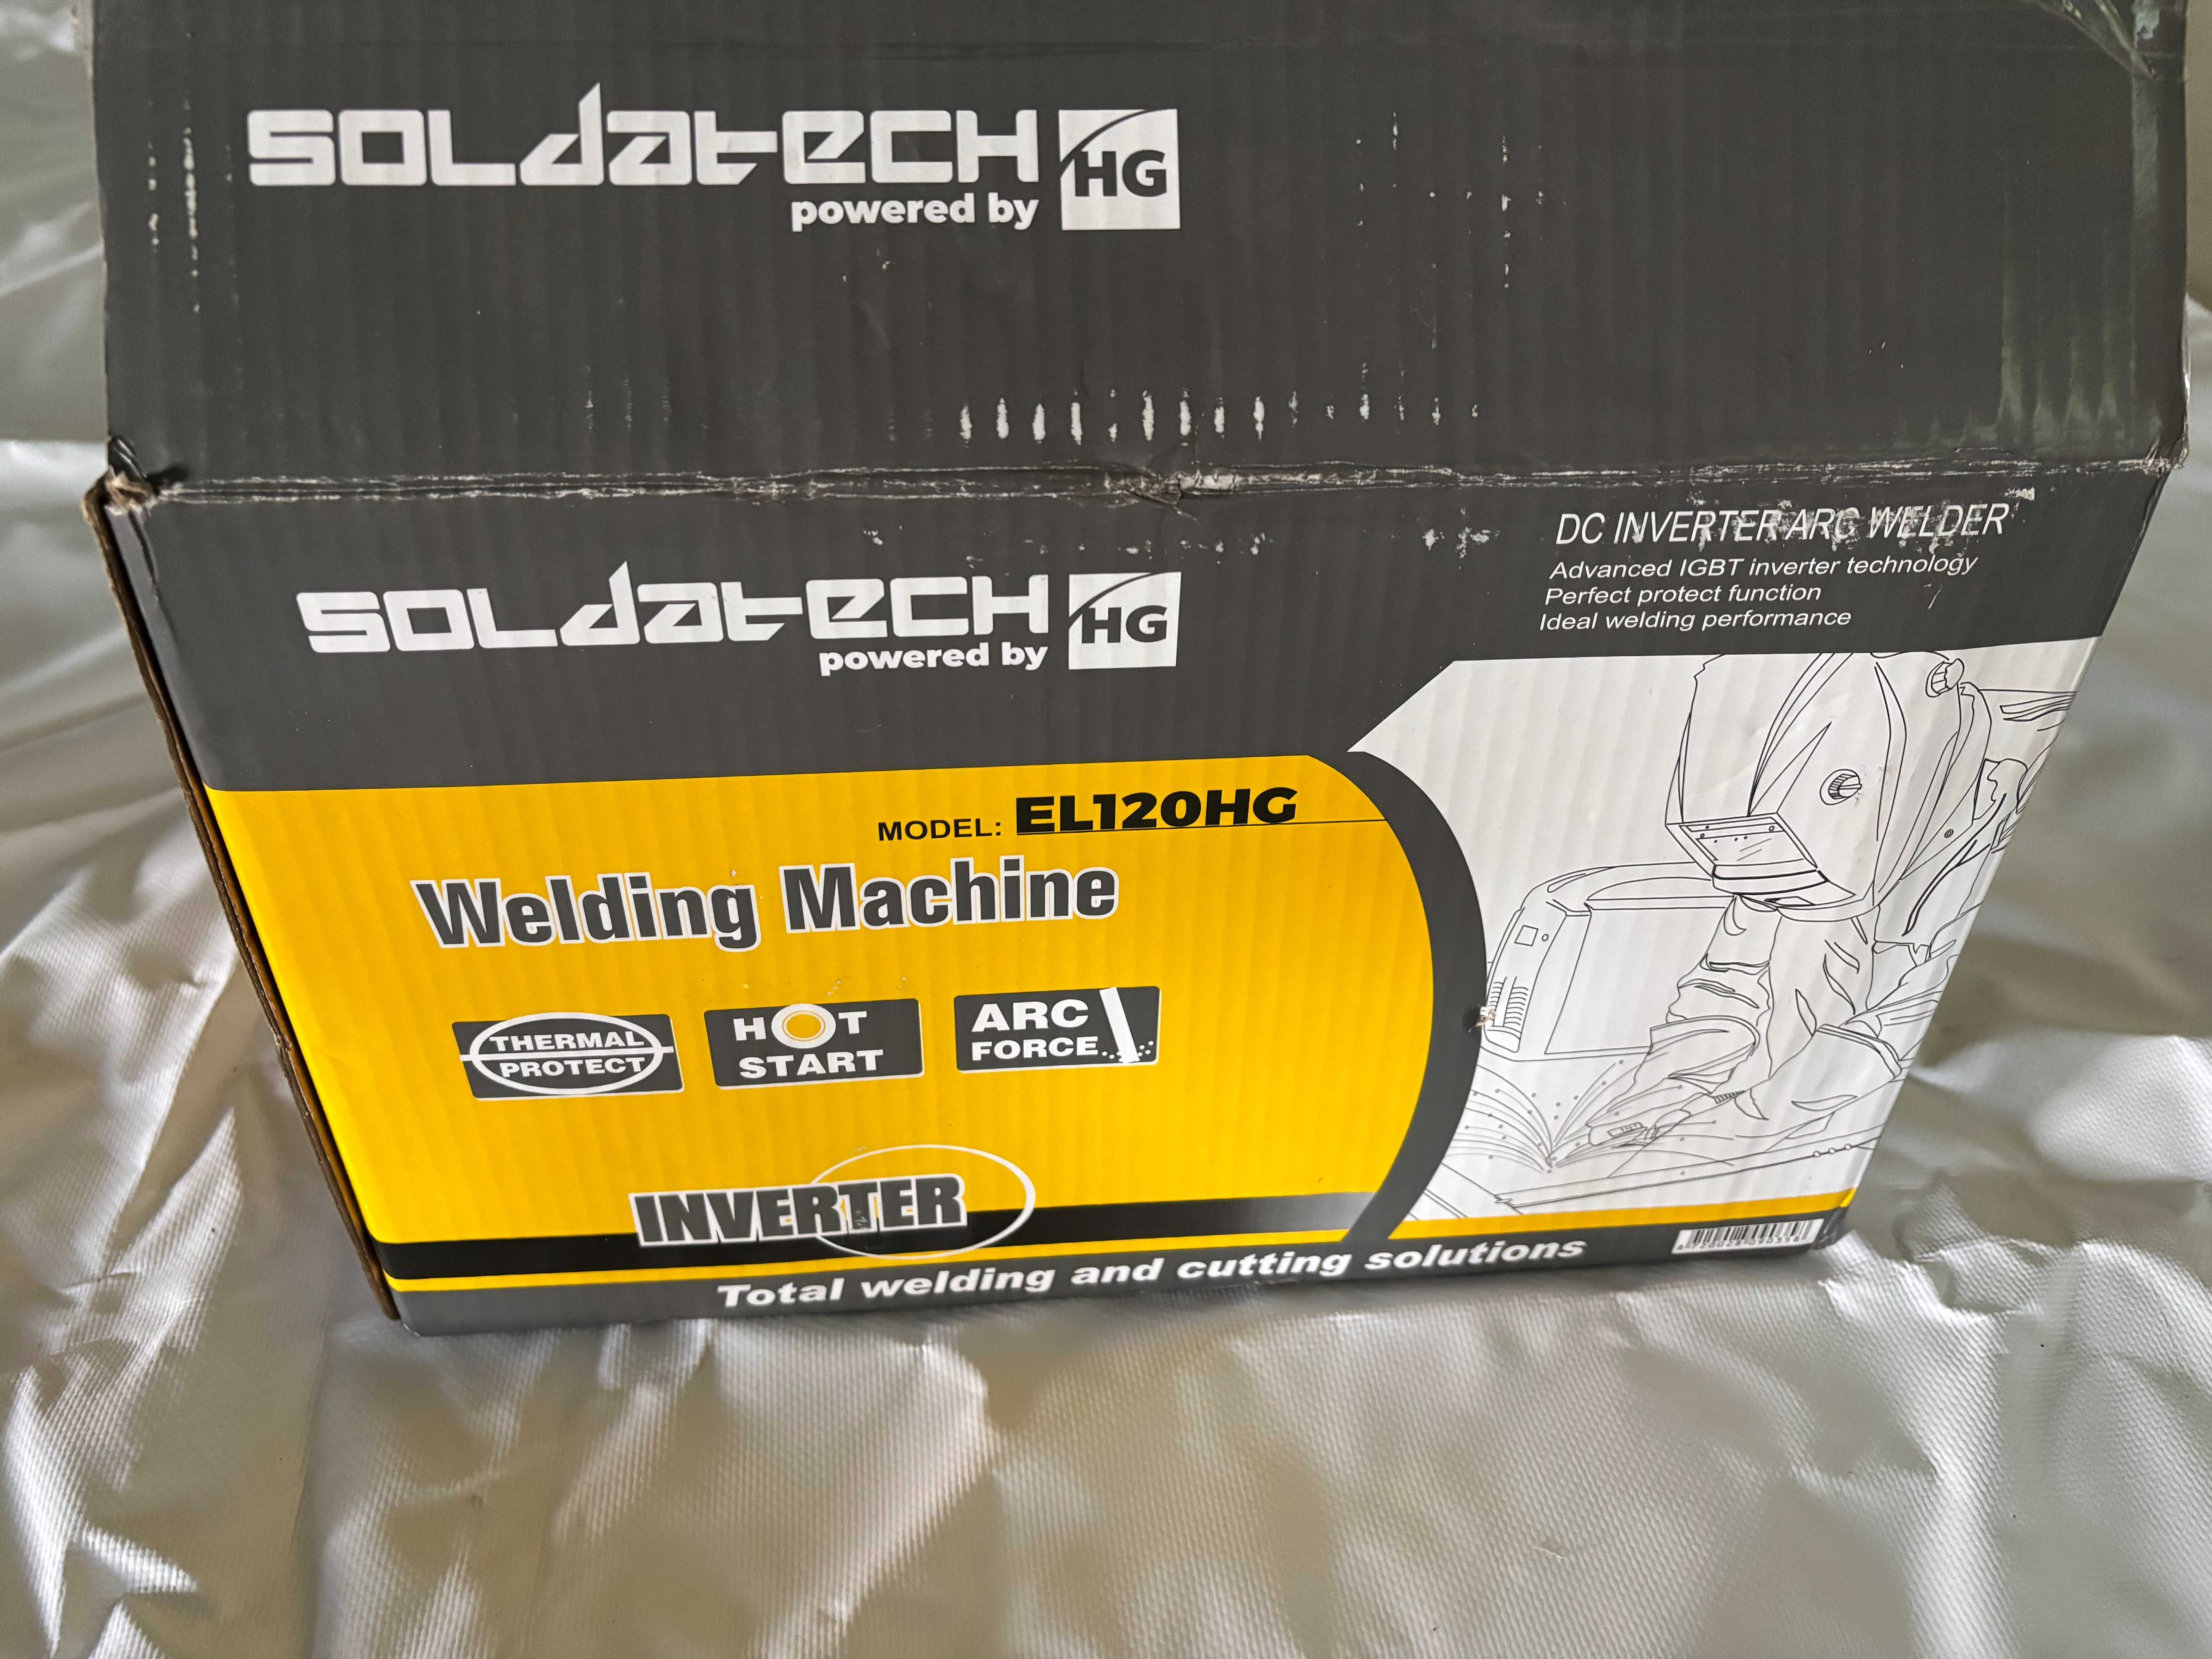 SOLdatECH HG
powered by
SOLdatECH HG
powered by
DC INVERTER ARC WELDER
Advanced IGBT inverter technology
Perfect protect function
Ideal welding performance
MODEL: EL120HG
Welding Machine
THERMAL
PROTECT
HOT
START
ARC
FORCE
INVERTER
Total welding and cutting solutions